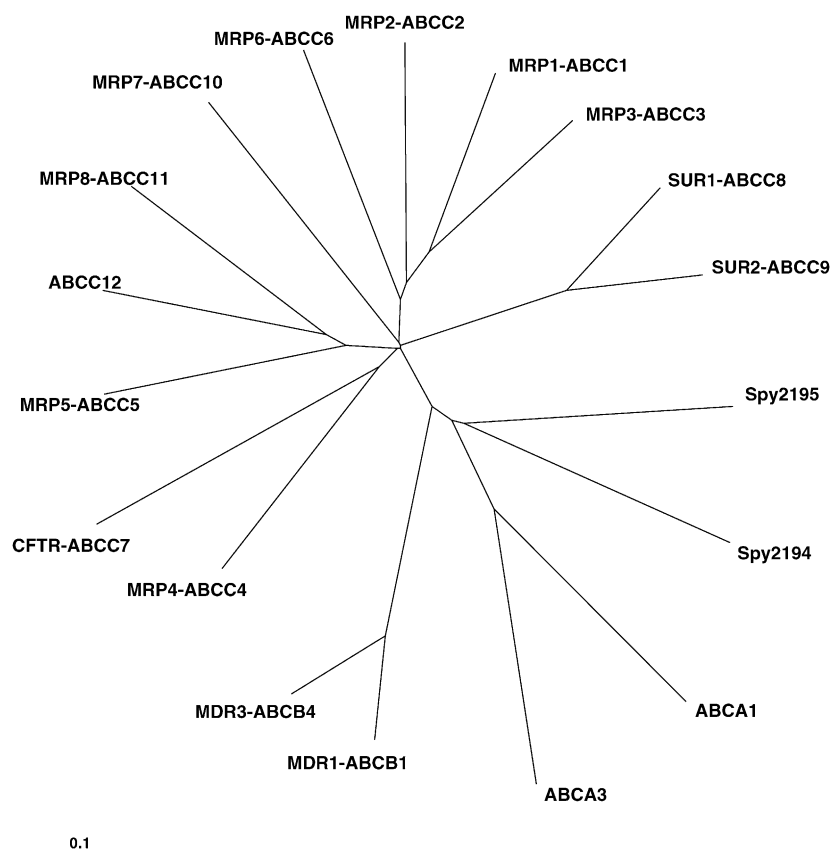 MRP2-ABCC2
MRP6-ABCC6
MRP1-ABCC1
MRP7-ABCC10
MRP3-ABCC3
MRP8-ABCC11
SUR1-ABCC8
SUR2-ABCC9
ABCC12
Spy2195
MRP5-ABCC5
CFTR-ABCC7
Spy2194
MRP4-ABCC4
MDR3-ABCB4
ABCA1
MDR1-ABCB1
ABCA3
0.1